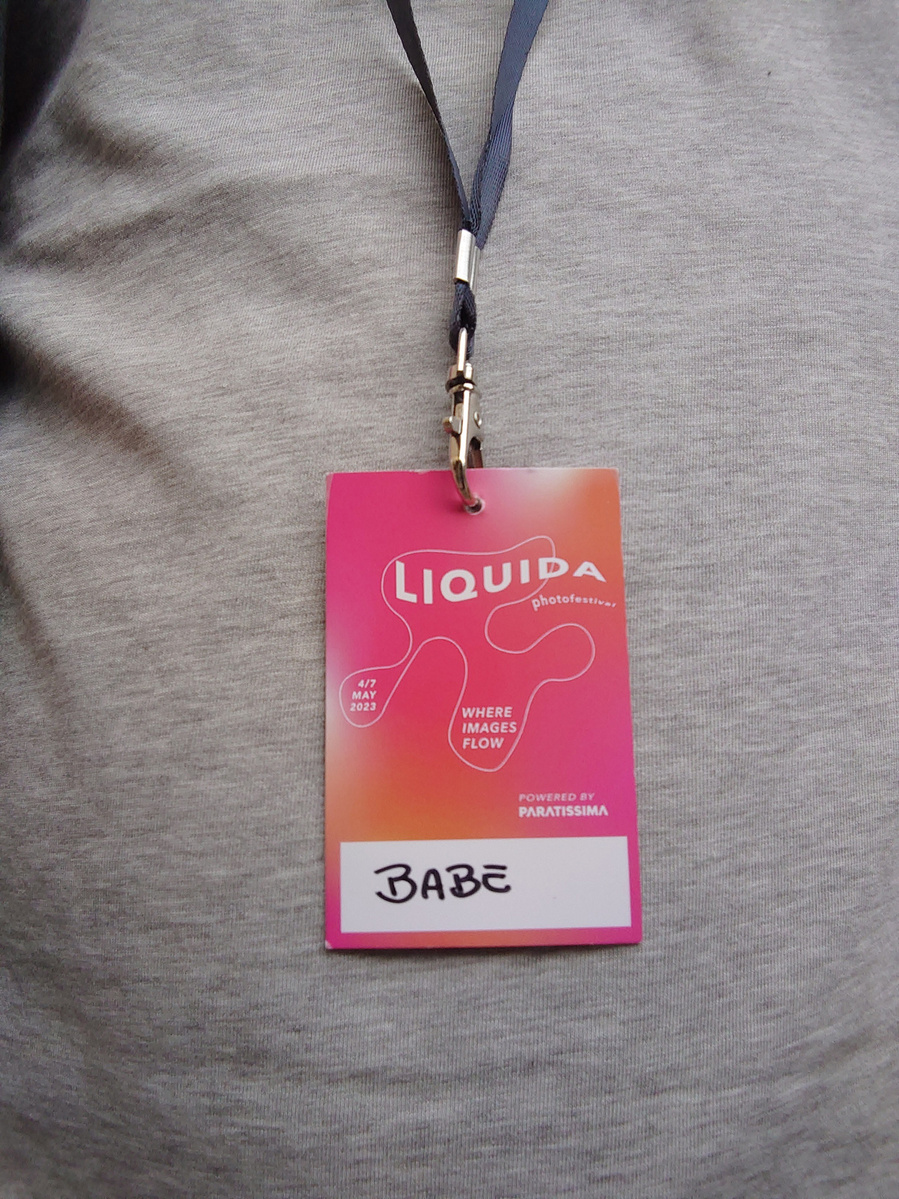 LIQUIDA
photofestival
4/7
MAY
2023
WHERE
IMAGES
FLOW
POWERED BY
PARATISSIMA
BABE